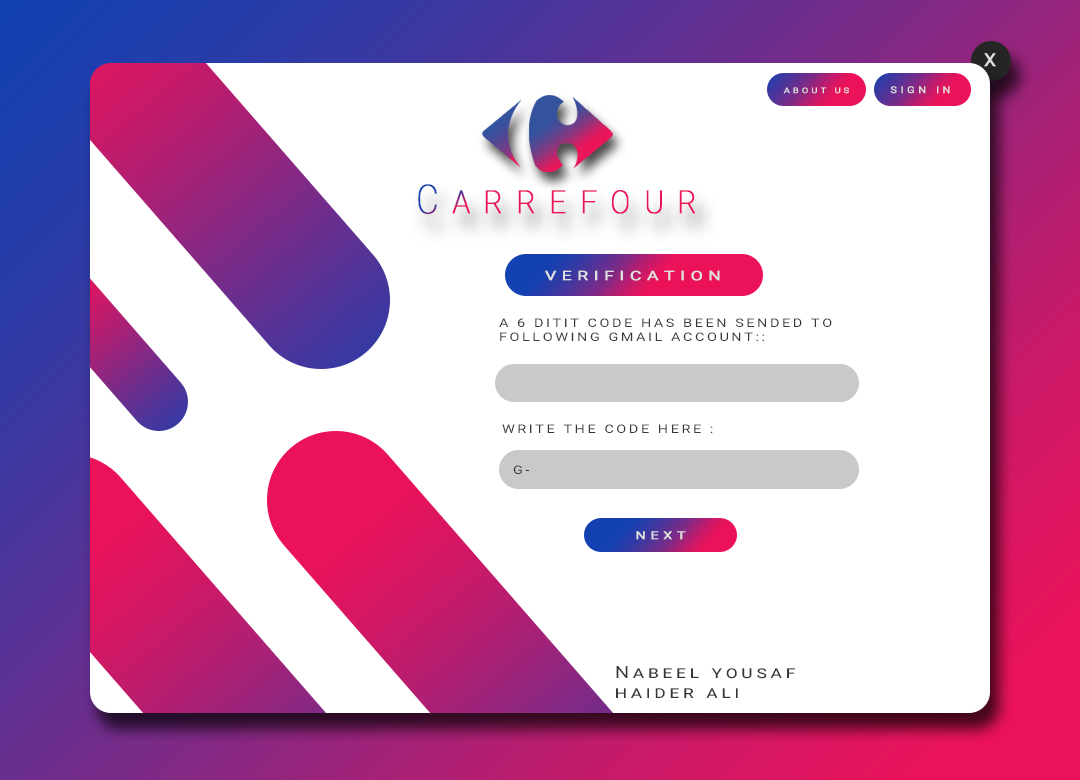 X
ABOUT US
SIGN IN
CARREFOUR
VERIFICATION
A 6 DITIT CODE HAS BEEN SENDED TO
FOLLOWING GMAIL ACCOUNT::
WRITE THE CODE HERE :
G-
NEXT
NABEEL YOUSAF
HAIDER ALI